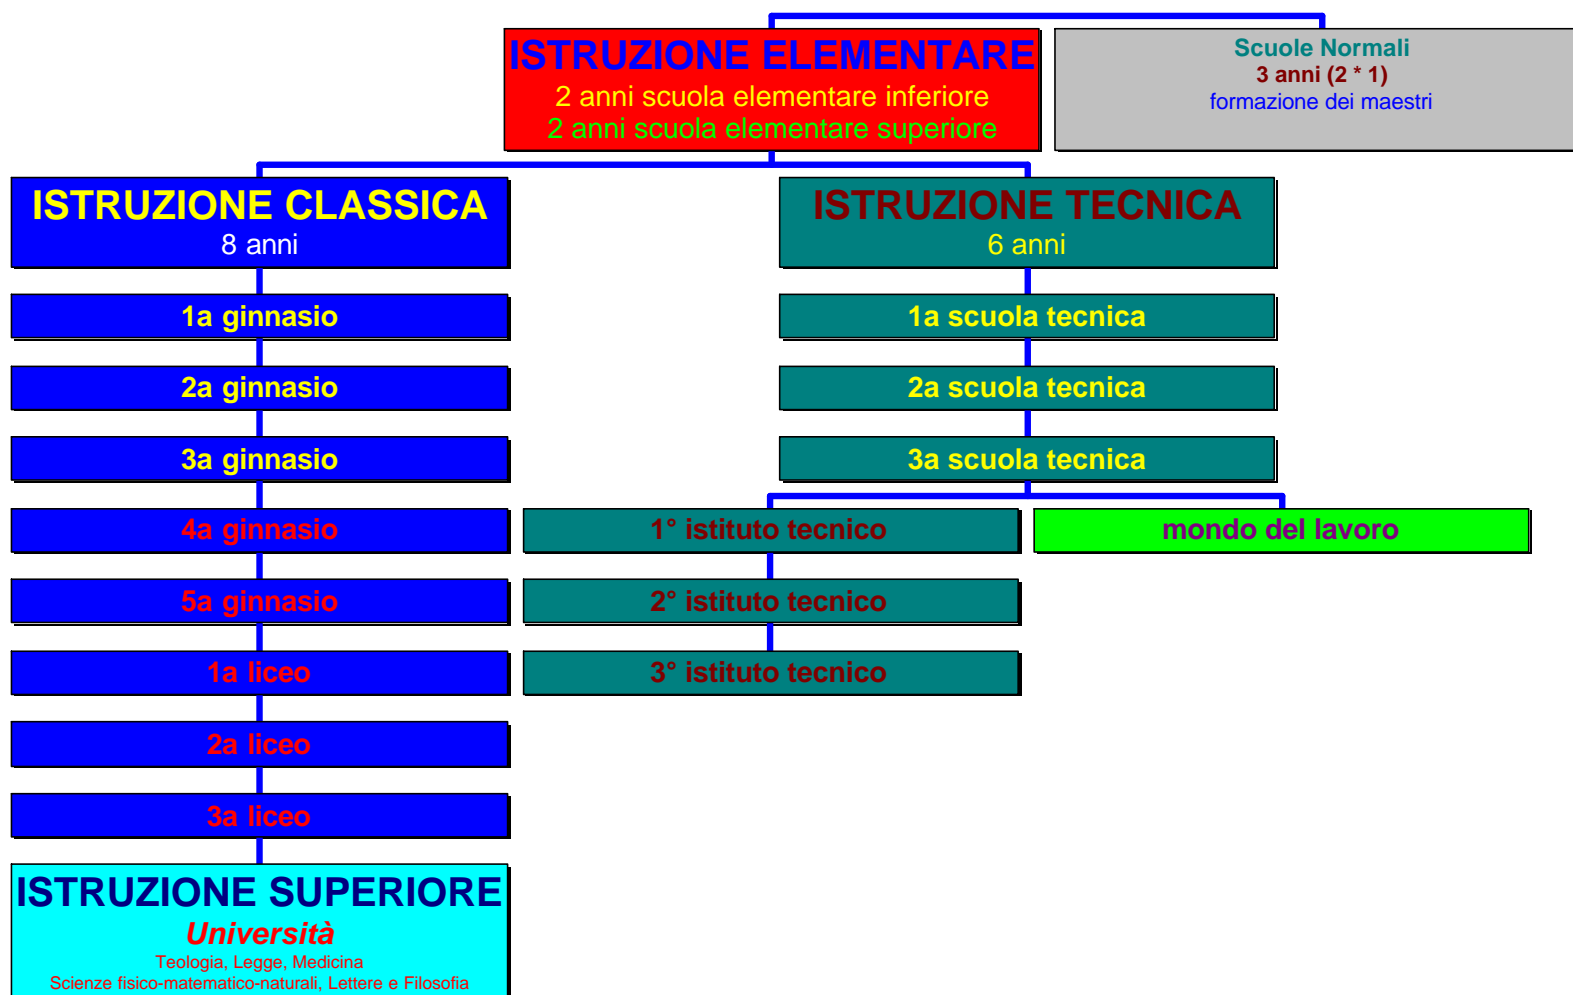 ISTRUZIONE ELEMENTARE
2 anni scuola elementare inferiore
2 anni scuola elementare superiore
Scuole Normali
3 anni (2 * 1)
formazione dei maestri
ISTRUZIONE CLASSICA
8 anni
ISTRUZIONE TECNICA
6 anni
1a ginnasio
1a scuola tecnica
2a ginnasio
2a scuola tecnica
3a ginnasio
3a scuola tecnica
4a ginnasio
1° istituto tecnico
mondo del lavoro
5a ginnasio
2° istituto tecnico
1a liceo
3° istituto tecnico
2a liceo
3a liceo
ISTRUZIONE SUPERIORE
Università
Teologia, Legge, Medicina
Scienze fisico-matematico-naturali, Lettere e Filosofia